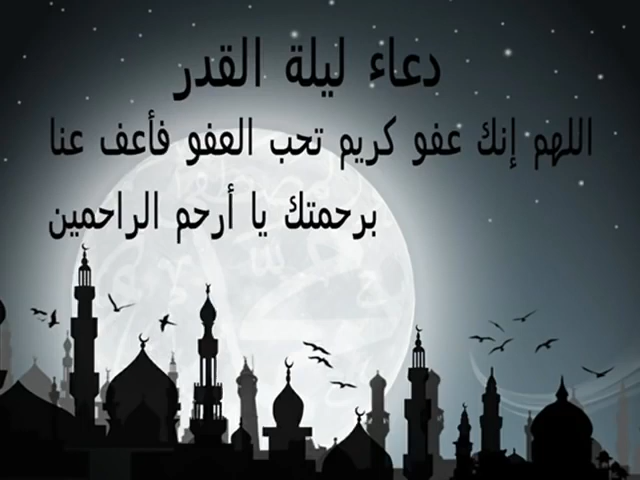 دعاء ليلة القدر
اللهم إنك عفو كريم تحب العفو فأعف عنا
برحمتك يا أرحم الراحمين